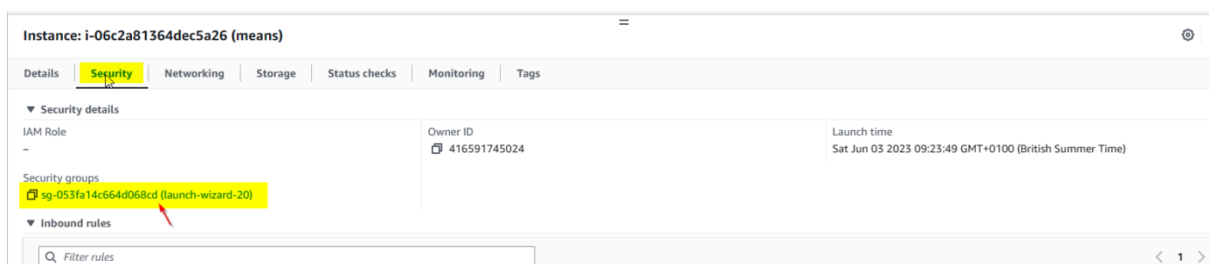 Instance: i-06c2a81364dec5a26 (means)
Details Security Networking Storage Status checks Monitoring Tags
▼ Security details
IAM Role Owner ID Launch time
– 416591745024 Sat Jun 03 2023 09:23:49 GMT+0100 (British Summer Time)
Security groups
sg-053fa14c664d068cd (launch-wizard-20)
▼ Inbound rules
Filter rules 1